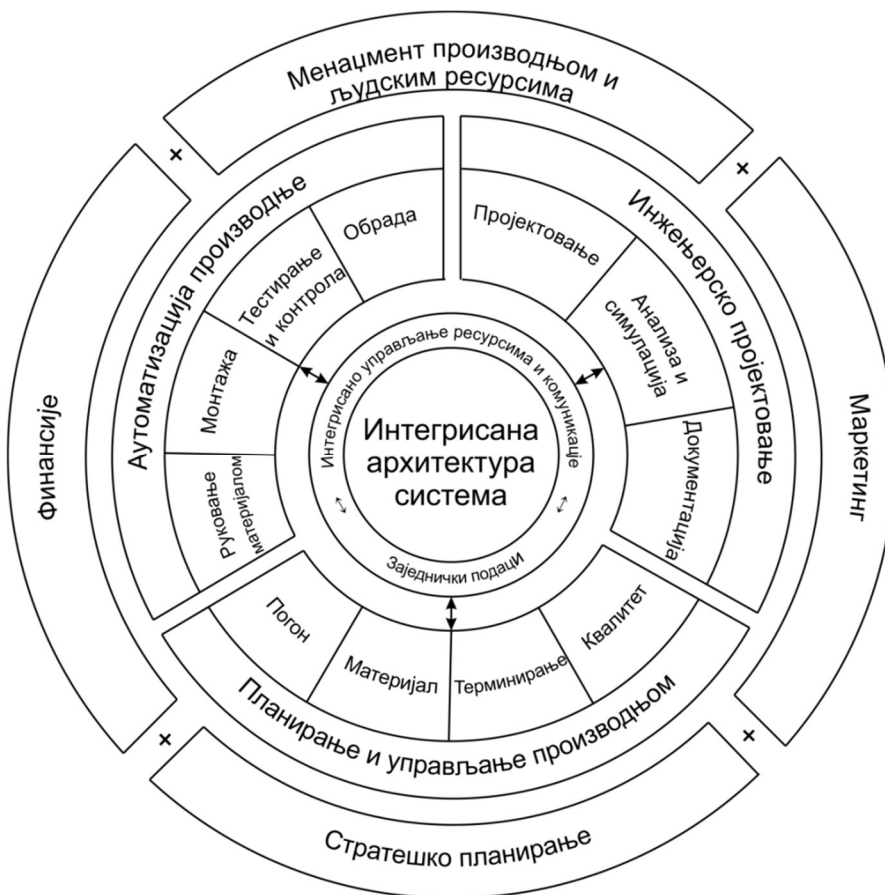 Менаџмент производњом и
људским ресурсима
Финансије
Маркетинг
Стратешко планирање
Аутоматизација производње
Обрада
Тестирање
и контрола
Монтажа
Руковање
материјалом
Инжењерско пројектовање
Пројектовање
Анализа и
симулација
Документација
Планирање и управљање производњом
Погон
Материјал
Терминирање
Квалитет
Интегрисано управљање ресурсима и комуникације
Заједнички подаци
Интегрисана
архитектура
система